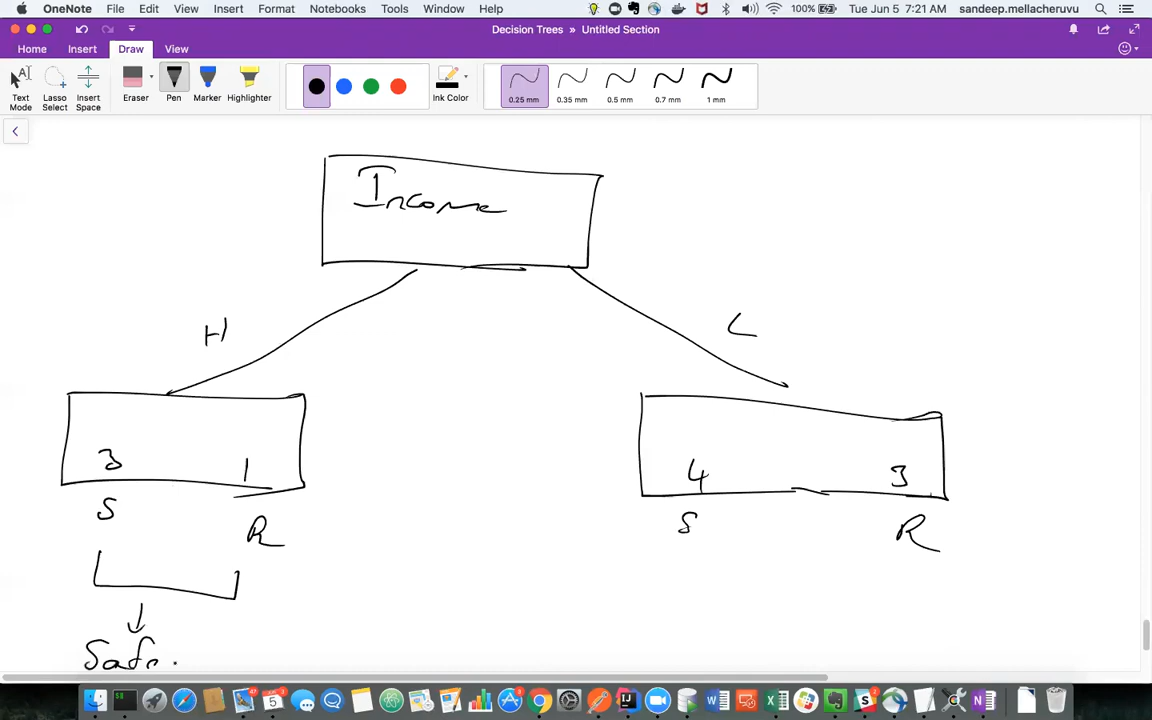 OneNote File Edit View Insert Format Notebooks Tools Window Help 100% Tue Jun 5 7:21 AM sandeep.mellacheruvu
Decision Trees » Untitled Section
Home Insert Draw View
Text Mode Lasso Select Insert Space Eraser Pen Marker Highlighter Ink Color 0.25 mm 0.35 mm 0.5 mm 0.7 mm 1 mm
Income
H L
3 1 4 3
S R S R
Safe